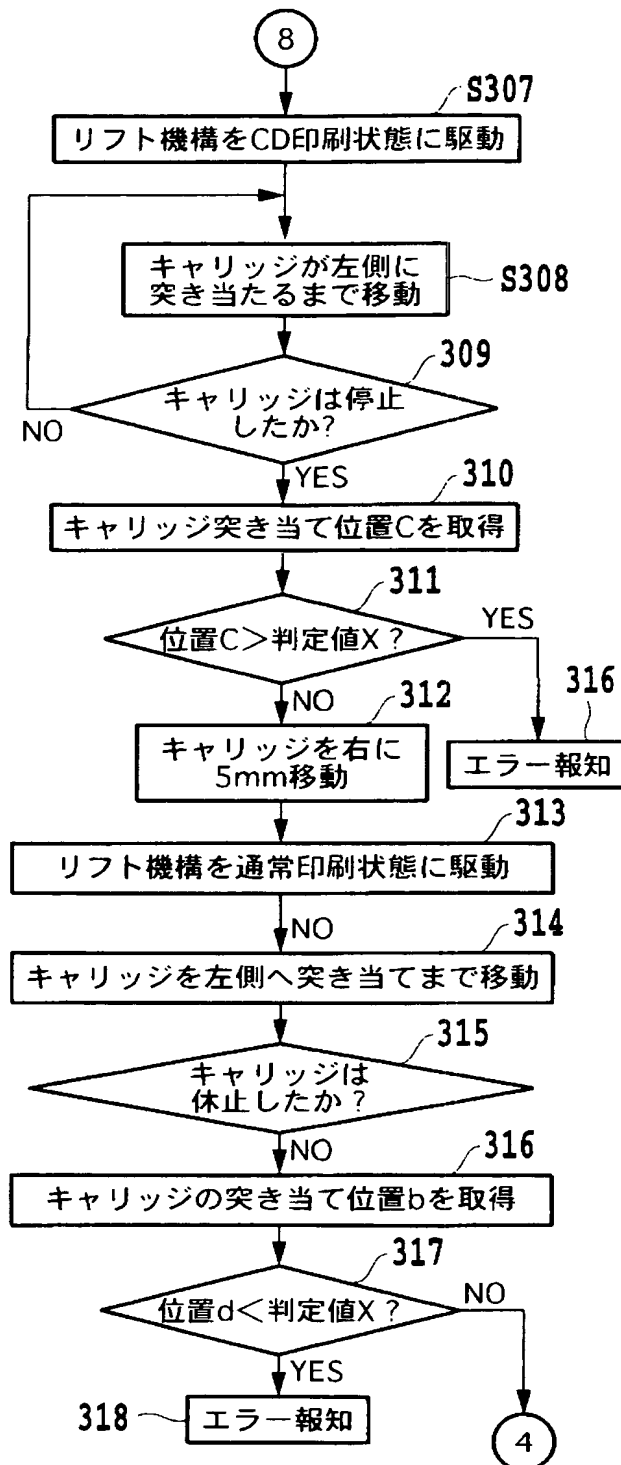 8
S307
リフト機構をCD印刷状態に駆動
キャリッジが左側に
突き当たるまで移動
S308
309
キャリッジは停止
したか?
NO
YES
310
キャリッジ突き当て位置Cを取得
311
位置C>判定値X?
YES
NO
312
316
キャリッジを右に
5mm移動
エラー報知
313
リフト機構を通常印刷状態に駆動
NO
314
キャリッジを左側へ突き当てまで移動
315
キャリッジは
休止したか?
NO
316
キャリッジの突き当て位置bを取得
317
位置d<判定値X?
NO
YES
318
エラー報知
4